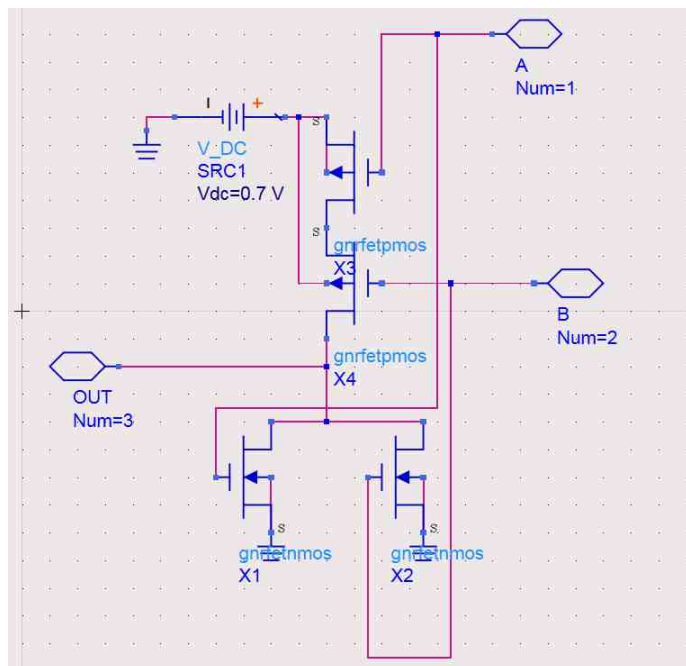 A
Num=1
I
+
S
V_DC
SRC1
Vdc=0.7 V
S
gnrfetpmos
X3
B
Num=2
gnrfetpmos
X4
OUT
Num=3
S
S
gnrfetnmos
gnrfetnmos
X1
X2